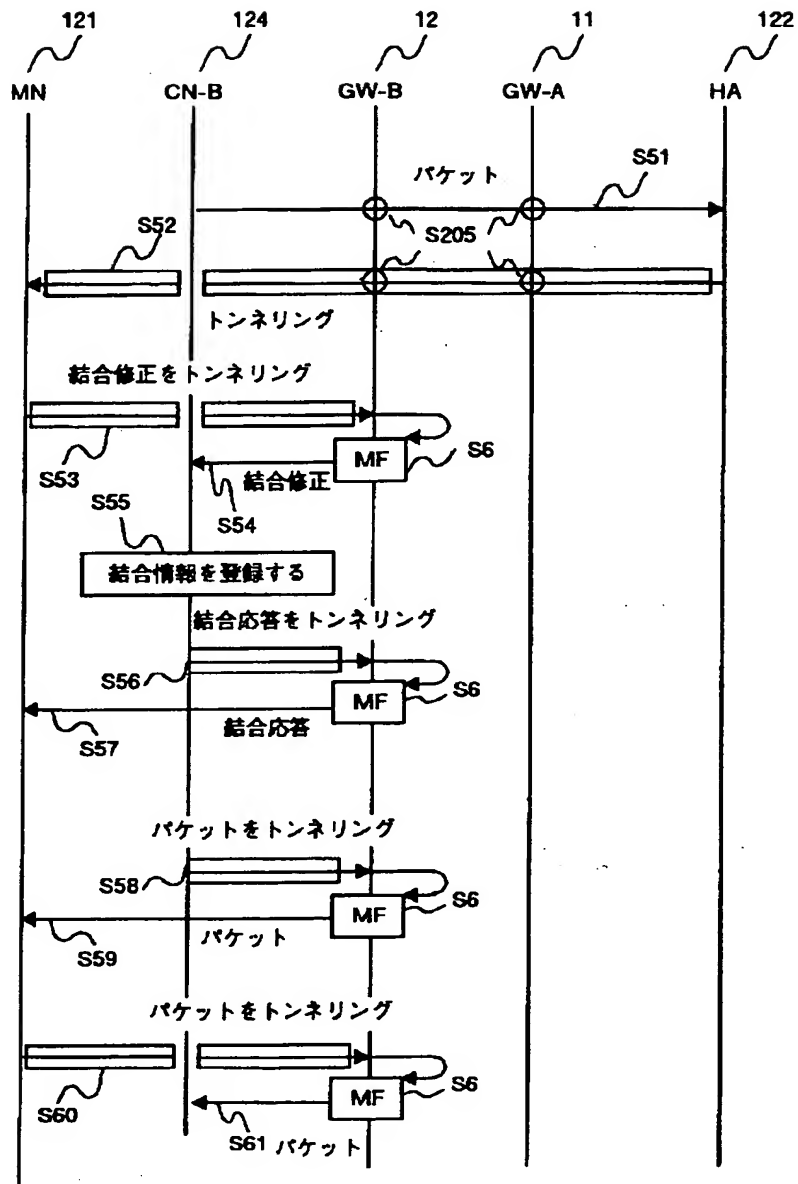 121 124 12 11 122
MN CN-B GW-B GW-A HA
パケット S51
S52 S205
トンネリング
結合修正をトンネリング
S53 MF S6
結合修正
S54
S55
結合情報を登録する
結合応答をトンネリング
S56 MF S6
結合応答
S57
パケットをトンネリング
S58
MF S6
パケット
S59
パケットをトンネリング
S60 MF S6
S61 パケット